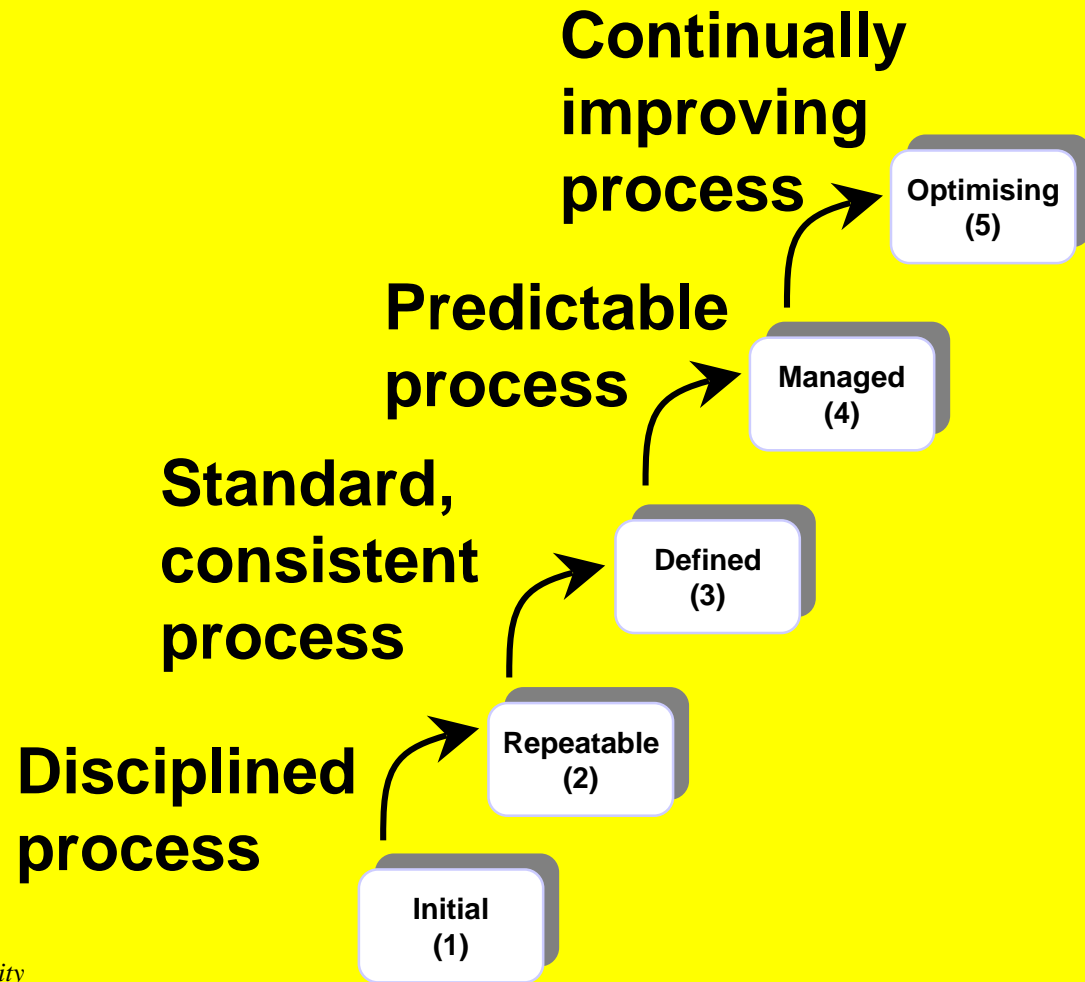 Continually
improving
process
Optimising
(5)
Predictable
process
Managed
(4)
Standard,
consistent
process
Defined
(3)
Repeatable
(2)
Disciplined
process
Initial
(1)